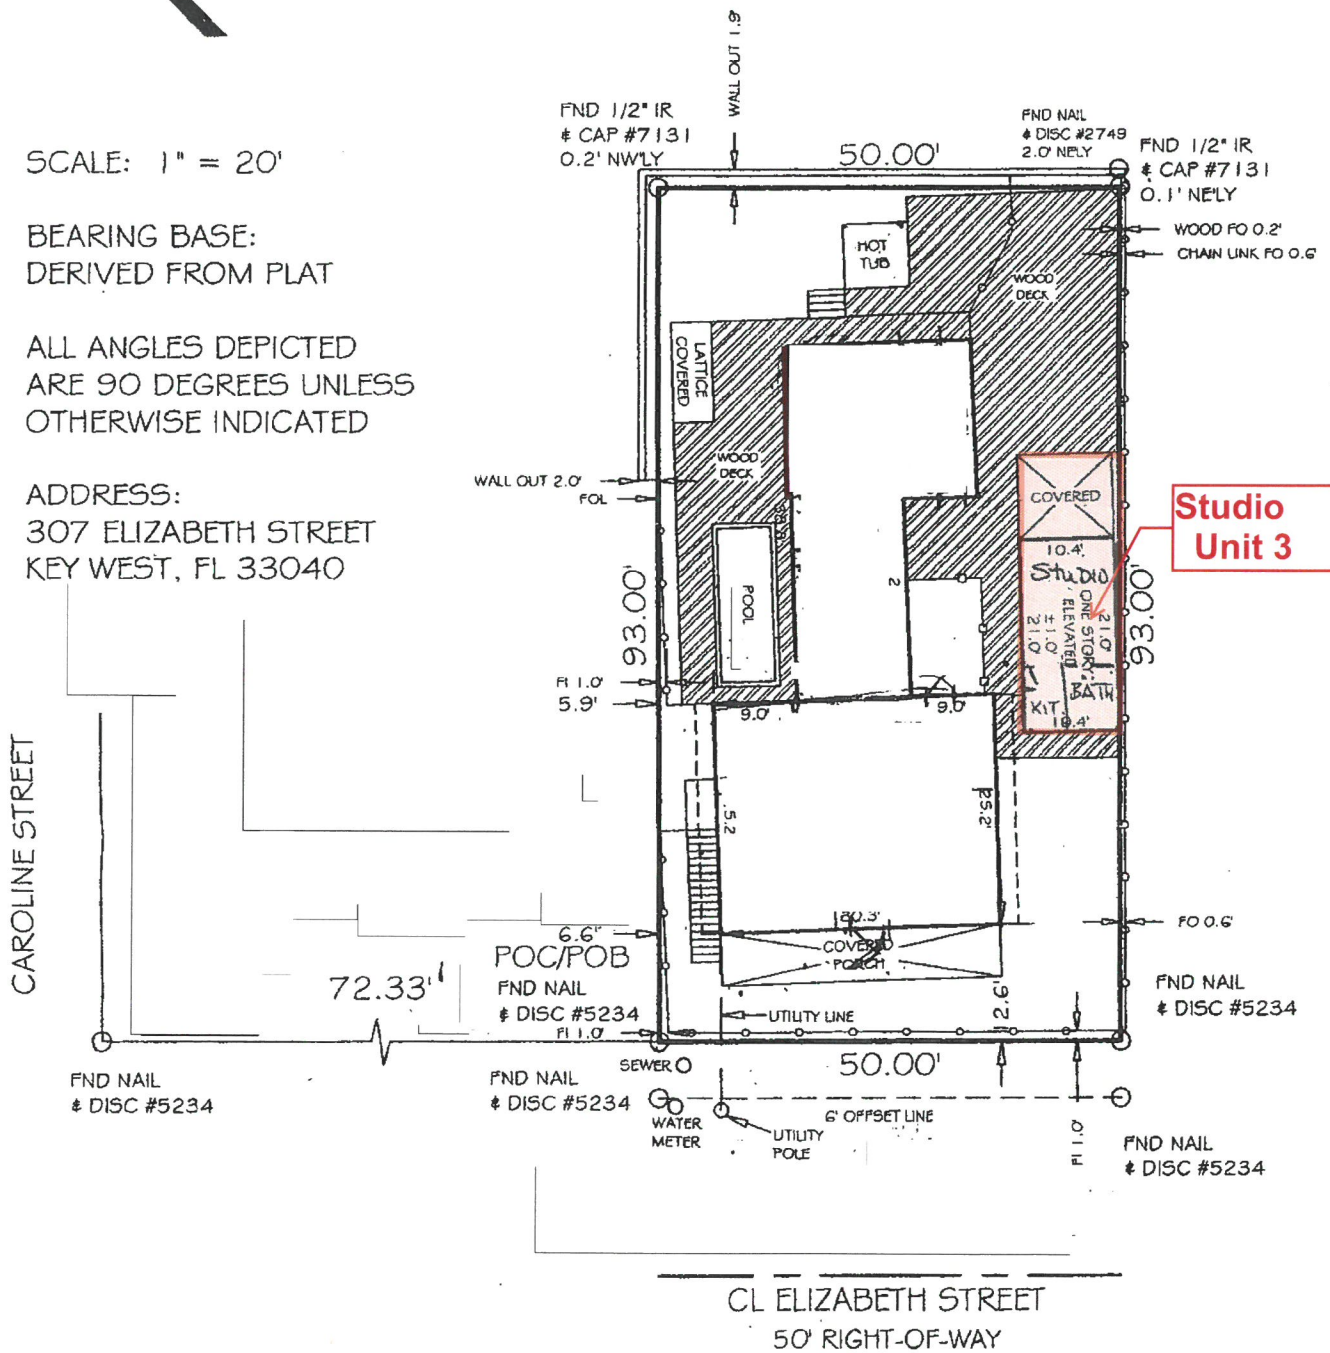 WALL OUT 1.9'
FND 1/2" IR
& CAP #7131
0.2' NW'LY
50.00'
FND NAIL
& DISC #2749
2.0' NELY
FND 1/2" IR
& CAP #7131
0.1' NE'LY
SCALE: 1" = 20'
WOOD FO 0.2'
CHAIN LINK FO 0.6'
BEARING BASE:
DERIVED FROM PLAT
HOT
TUB
WOOD
DECK
ALL ANGLES DEPICTED
ARE 90 DEGREES UNLESS
OTHERWISE INDICATED
LATTICE
COVERED
WOOD
DECK
WALL OUT 2.0'
FOL
ADDRESS:
307 ELIZABETH STREET
KEY WEST, FL 33040
COVERED
Studio
Unit 3
10.4'
Studio
ONE STORY
ELEVATED
±1.0'
21.0'
21.0'
BATH
KIT.
10.4'
93.00'
93.00'
2
POOL
FI 1.0'
5.9'
9.0'
9.0'
5.2
25.2'
CAROLINE STREET
COVERED
PORCH
6.6'
FO 0.6'
POC/POB
72.33'
FND NAIL
& DISC #5234
FND NAIL
& DISC #5234
UTILITY LINE
FI 1.0'
50.00'
SEWER
FND NAIL
& DISC #5234
FND NAIL
& DISC #5234
WATER
METER
UTILITY
POLE
6' OFFSET LINE
FI 1.0'
FND NAIL
& DISC #5234
CL ELIZABETH STREET
50' RIGHT-OF-WAY